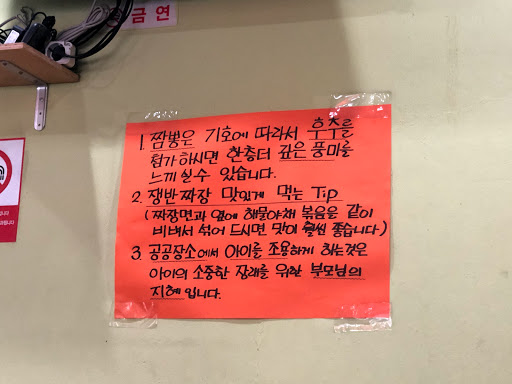 금연
1. 짬뽕은 기호에 따라서 후추를
첨가하시면 한층더 깊은 풍미를
느끼실수 있습니다.
2. 쟁반짜장 맛있게 먹는 Tip
(짜장면과 옆에 해물야채 볶음을 같이
비벼서 섞어 드시면 맛이 훨씬 좋습니다)
3. 공공장소에서 아이를 조용하게 하는것은
아이의 소중한 장래를 위한 부모님의
지혜입니다.